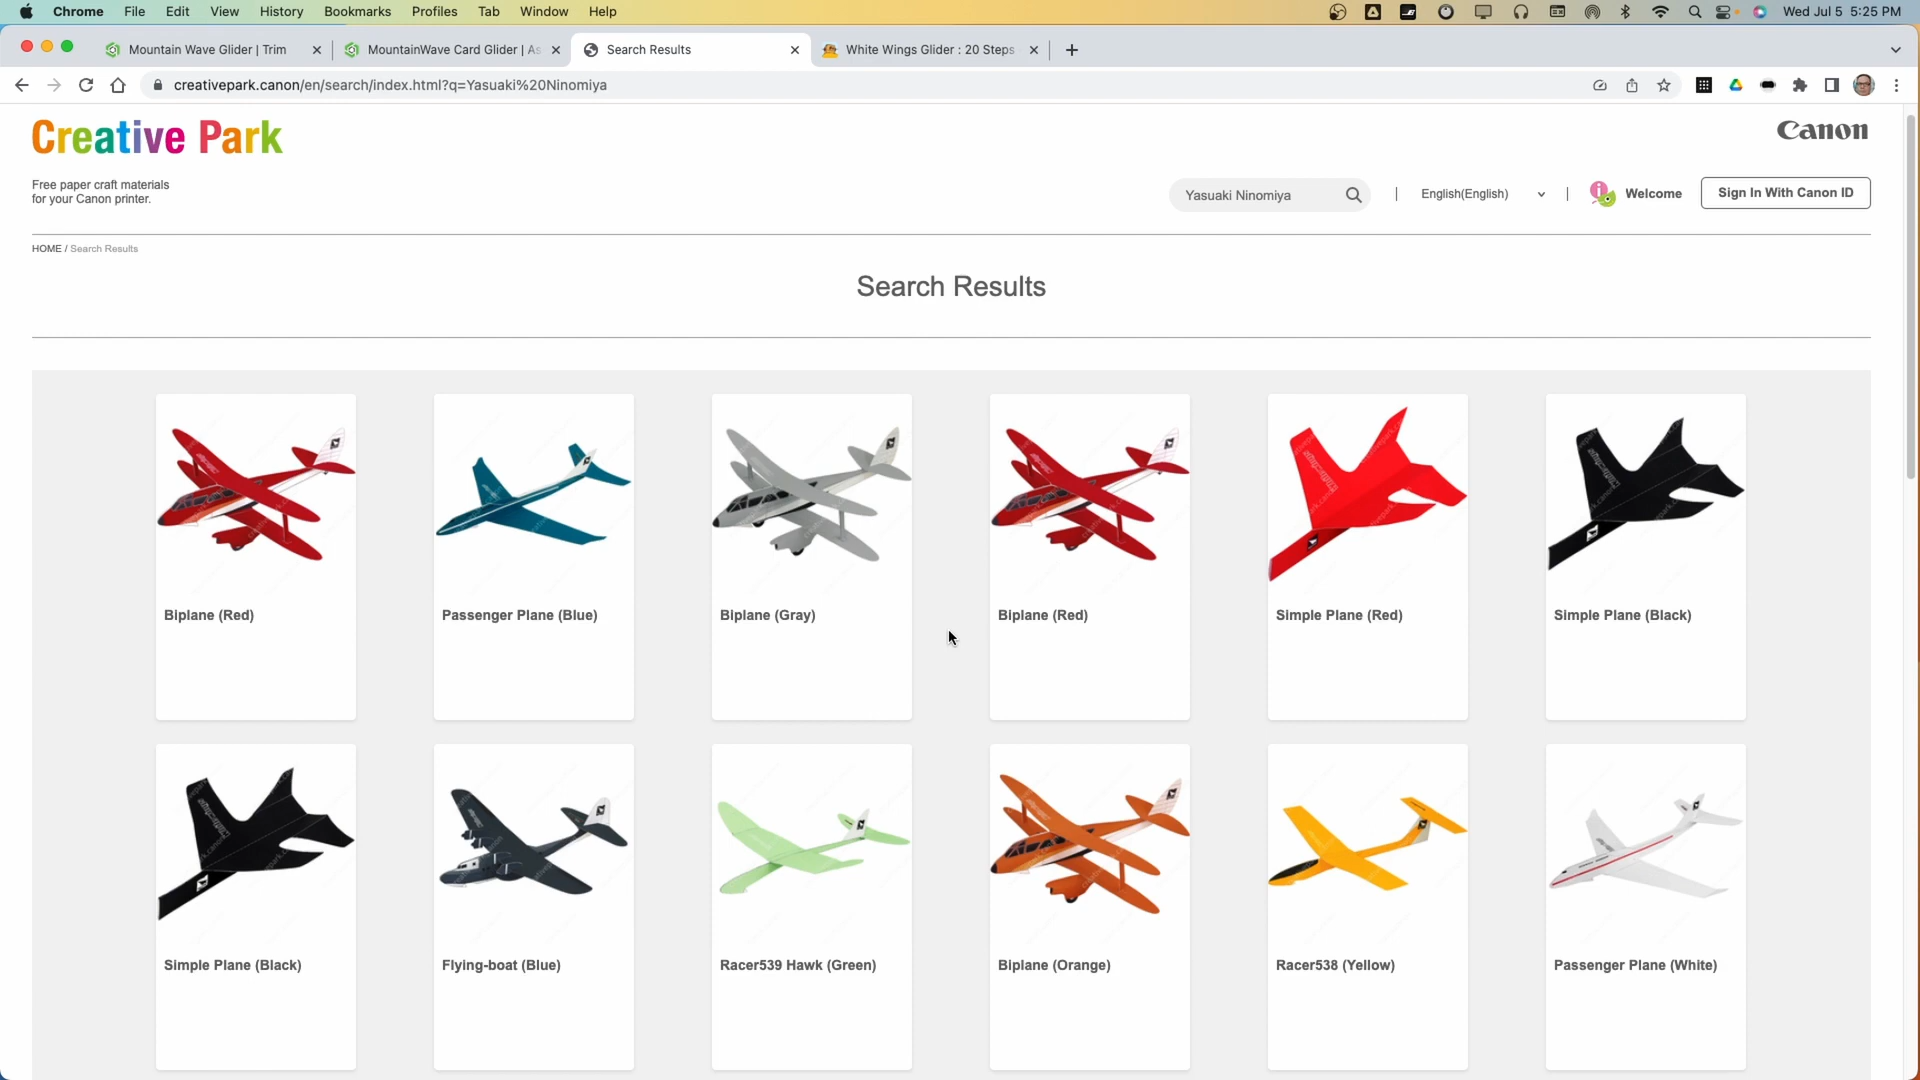 Chrome File Edit View History Bookmarks Profiles Tab Window Help Wed Jul 5 5:25 PM
Mountain Wave Glider | Trim MountainWave Card Glider | As Search Results White Wings Glider : 20 Steps
creativepark.canon/en/search/index.html?q=Yasuaki%20Ninomiya
Creative Park
Canon
Free paper craft materials
for your Canon printer.
Yasuaki Ninomiya | English(English) | Welcome Sign In With Canon ID
HOME / Search Results
Search Results
Biplane (Red) Passenger Plane (Blue) Biplane (Gray) Biplane (Red) Simple Plane (Red) Simple Plane (Black)
Simple Plane (Black) Flying-boat (Blue) Racer539 Hawk (Green) Biplane (Orange) Racer538 (Yellow) Passenger Plane (White)